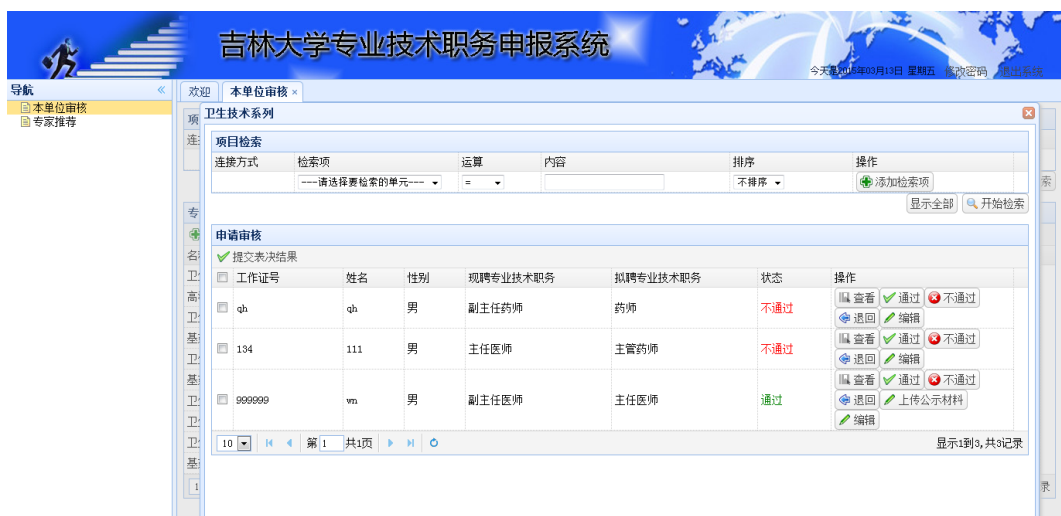 吉林大学专业技术职务申报系统
今天是2015年03月13日 星期五 修改密码 退出系统
导航
本单位审核
专家推荐
欢迎 本单位审核
卫生技术系列
项目检索
连接方式 检索项 运算 内容 排序 操作
---请选择要检索的单元--- = 不排序 添加检索项
显示全部 开始检索
申请审核
提交表决结果
工作证号 姓名 性别 现聘专业技术职务 拟聘专业技术职务 状态 操作
qh qh 男 副主任药师 药师 不通过 查看 通过 不通过
退回 编辑
134 111 男 主任医师 主管药师 不通过 查看 通过 不通过
退回 编辑
999999 wn 男 副主任医师 主任医师 通过 查看 通过 不通过
退回 上传公示材料
编辑
10 第 1 共1页 显示1到3,共3记录